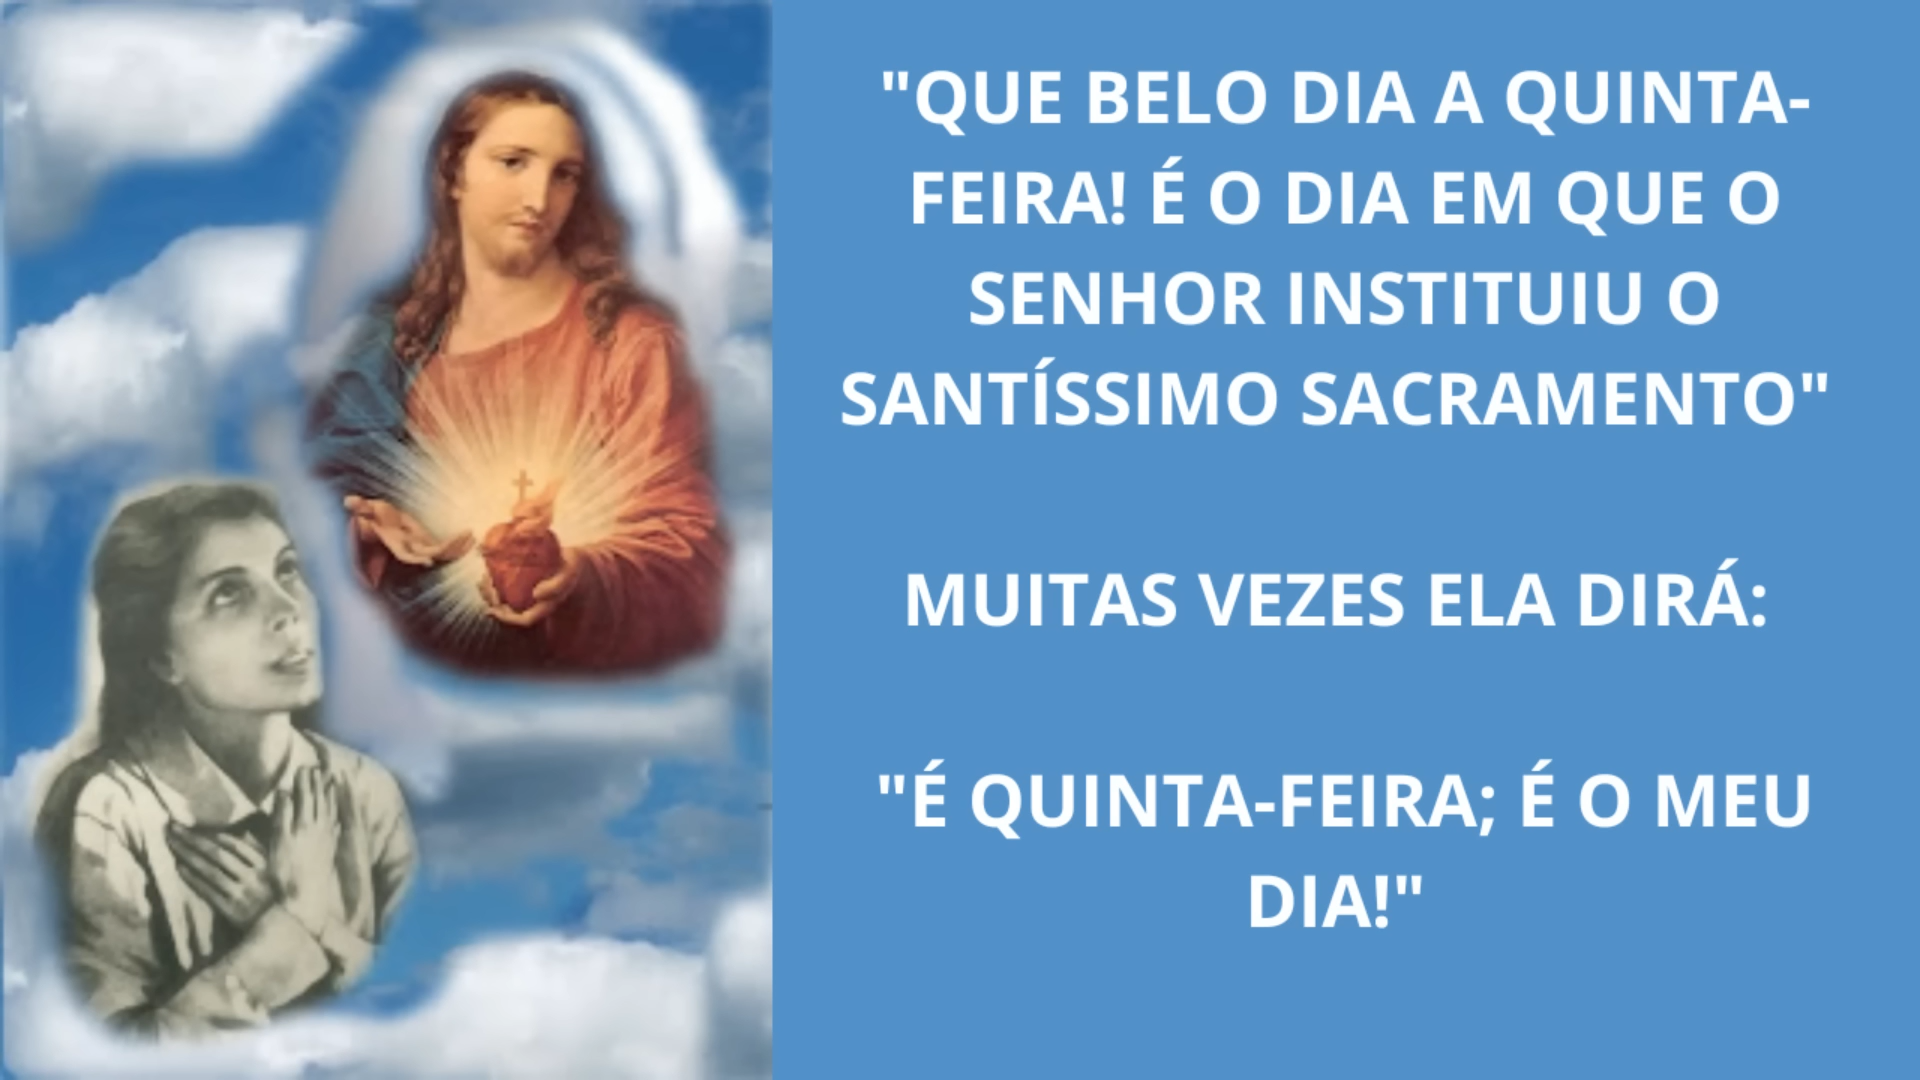 "QUE BELO DIA A QUINTA-
FEIRA! É O DIA EM QUE O
SENHOR INSTITUIU O
SANTÍSSIMO SACRAMENTO"
MUITAS VEZES ELA DIRÁ:
"É QUINTA-FEIRA; É O MEU
DIA!"